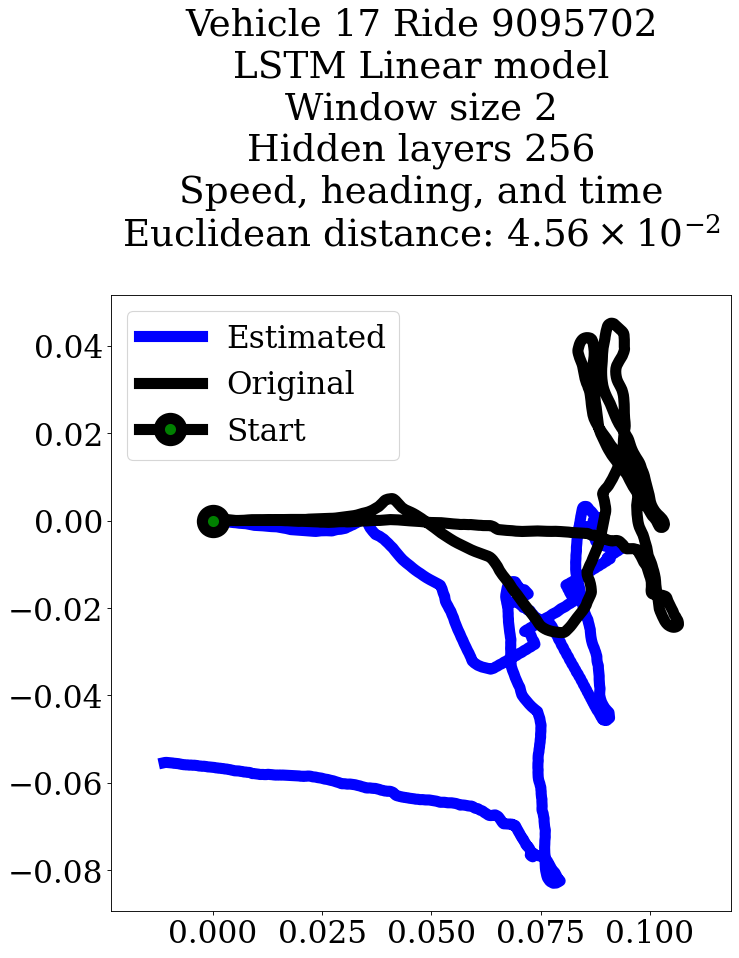 Vehicle 17 Ride 9095702
LSTM Linear model
Window size 2
Hidden layers 256
Speed, heading, and time
Euclidean distance: 4.56 × 10⁻²
Estimated
Original
Start
0.04
0.02
0.00
−0.02
−0.04
−0.06
−0.08
0.000 0.025 0.050 0.075 0.100